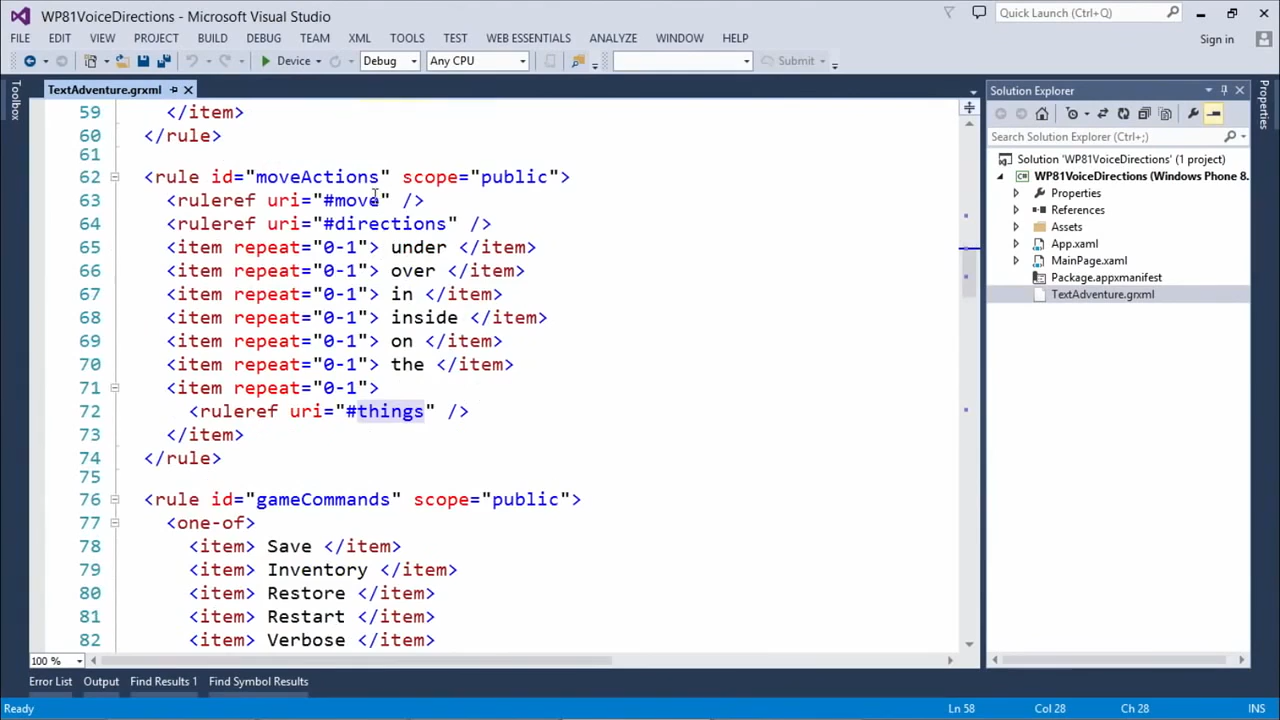 WP81VoiceDirections - Microsoft Visual Studio
Quick Launch (Ctrl+Q)
FILE EDIT VIEW PROJECT BUILD DEBUG TEAM XML TOOLS TEST WEB ESSENTIALS ANALYZE WINDOW HELP
Sign in
Device Debug Any CPU Submit
Toolbox
TextAdventure.grxml
59 </item>
60 </rule>
61
62 <rule id="moveActions" scope="public">
63 <ruleref uri="#move" />
64 <ruleref uri="#directions" />
65 <item repeat="0-1"> under </item>
66 <item repeat="0-1"> over </item>
67 <item repeat="0-1"> in </item>
68 <item repeat="0-1"> inside </item>
69 <item repeat="0-1"> on </item>
70 <item repeat="0-1"> the </item>
71 <item repeat="0-1">
72 <ruleref uri="#things" />
73 </item>
74 </rule>
75
76 <rule id="gameCommands" scope="public">
77 <one-of>
78 <item> Save </item>
79 <item> Inventory </item>
80 <item> Restore </item>
81 <item> Restart </item>
82 <item> Verbose </item>
100 %
Solution Explorer
Search Solution Explorer (Ctrl+;)
Solution 'WP81VoiceDirections' (1 project)
WP81VoiceDirections (Windows Phone 8.
Properties
References
Assets
App.xaml
MainPage.xaml
Package.appxmanifest
TextAdventure.grxml
Properties
Error List Output Find Results 1 Find Symbol Results
Ready Ln 58 Col 28 Ch 28 INS